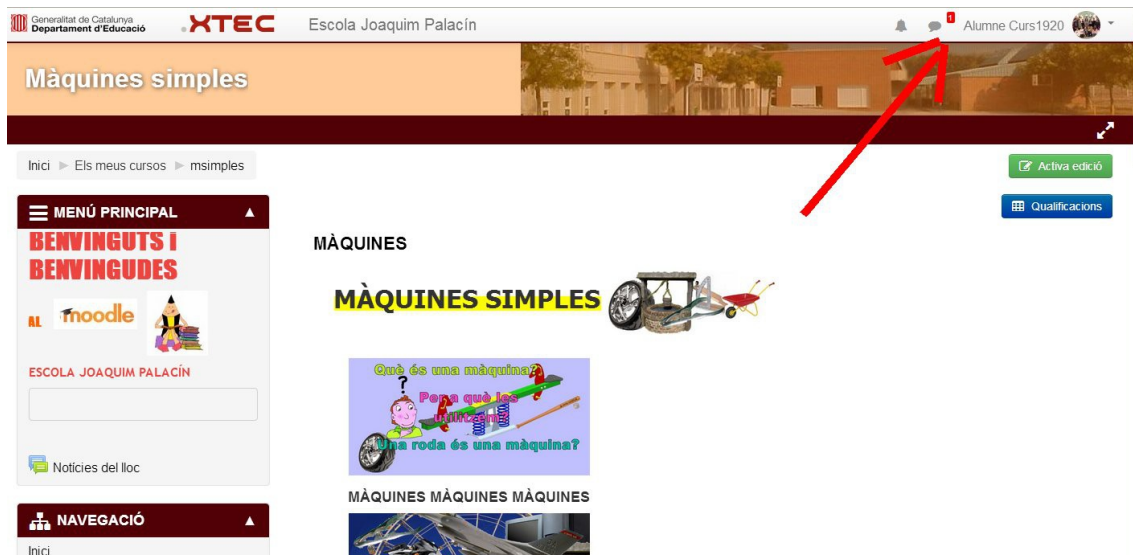 Generalitat de Catalunya
Departament d'Educació
XTEC
Escola Joaquim Palacín
1
Alumne Curs1920
Màquines simples
Inici ► Els meus cursos ► msimples
Activa edició
MENÚ PRINCIPAL
Qualificacions
BENVINGUTS i
BENVINGUDES
AL moodle
ESCOLA JOAQUIM PALACÍN
Notícies del lloc
NAVEGACIÓ
Inici
MÀQUINES
MÀQUINES SIMPLES
Què és una màquina?
?
Per a què les
utilitzem?
Una roda és una màquina?
MÀQUINES MÀQUINES MÀQUINES